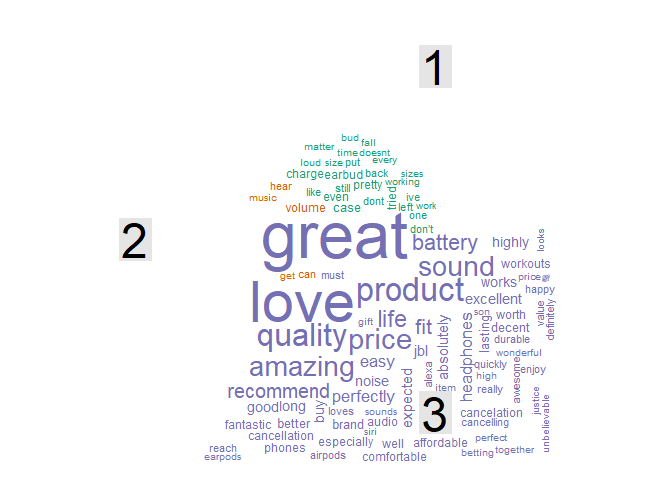 1
bud
matter fall
time doesnt
loud size put every
charge earbud back sizes
hear still pretty working
music like even dont tried ive
volume case left work
one
don't
2
great battery highly looks
sound workouts
get can must
love product works price
excellent happy
gift life son worth value
quality price fit lasting decent definitely
jbl absolutely headphones durable
wonderful
amazing easy quickly enjoy
noise alexa high awesome
recommend perfectly expected item really
goodlong buy loves sounds 3 cancelation justice
fantastic better brand audio cancelling unbelievable
siri
cancellation especially well affordable perfect
reach phones betting together
earpods airpods comfortable